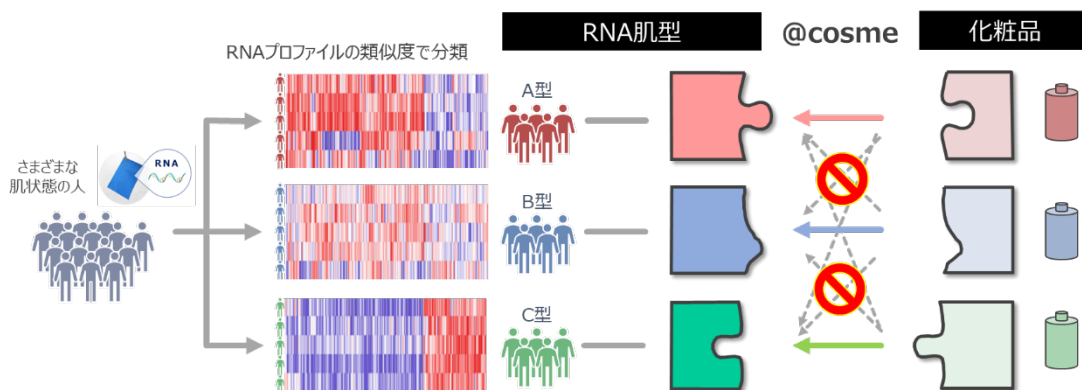 RNA肌型
@cosme
化粧品
RNAプロファイルの類似度で分類
A型
さまざまな
肌状態の人
RNA
B型
C型